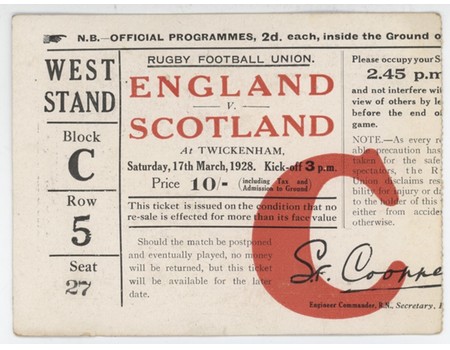 N.B.—OFFICIAL PROGRAMMES, 2d. each, inside the Ground o
WEST
STAND
Block
C
Row
5
Seat
27
RUGBY FOOTBALL UNION.
ENGLAND
v.
SCOTLAND
At TWICKENHAM,
Saturday, 17th March, 1928. Kick-off 3 p.m.
Price 10/- (including Tax and Admission to Ground)
This ticket is issued on the condition that no
re-sale is effected for more than its face value
Should the match be postponed
and eventually played, no money
will be returned, but this ticket
will be available for the later
date.
C
Please occupy your S
2.45 p.m
and not interfere wi
view of others by le
before the end o
game.
NOTE.—As every r
able precaution has
taken for the safe
spectators, the R
Union disclaims res
bility for injury or d
to the holder of this
either from accide
otherwise.
S.F. Cooppe
Engineer Commander, R.N., Secretary,